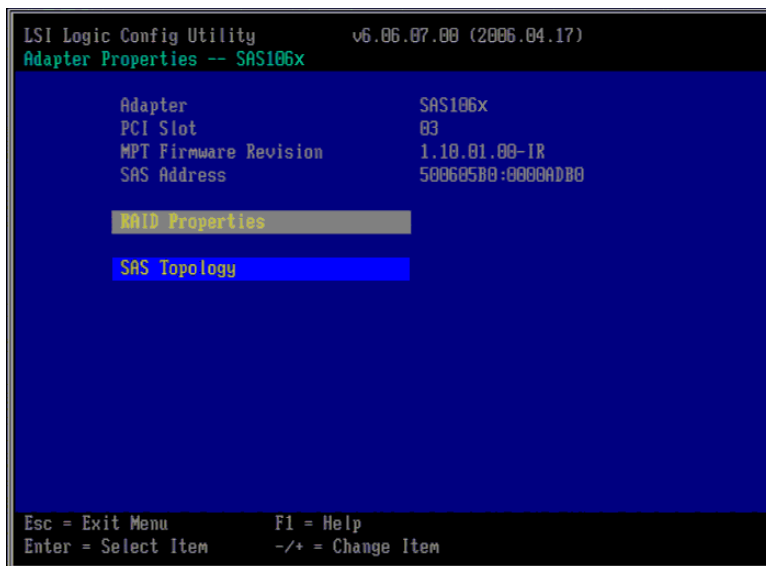 LSI Logic Config Utility v6.06.07.00 (2006.04.17)
Adapter Properties -- SAS106x
Adapter SAS106x
PCI Slot 03
MPT Firmware Revision 1.10.01.00-IR
SAS Address 500605B0:0000ADB0
RAID Properties
SAS Topology
Esc = Exit Menu F1 = Help
Enter = Select Item -/+ = Change Item